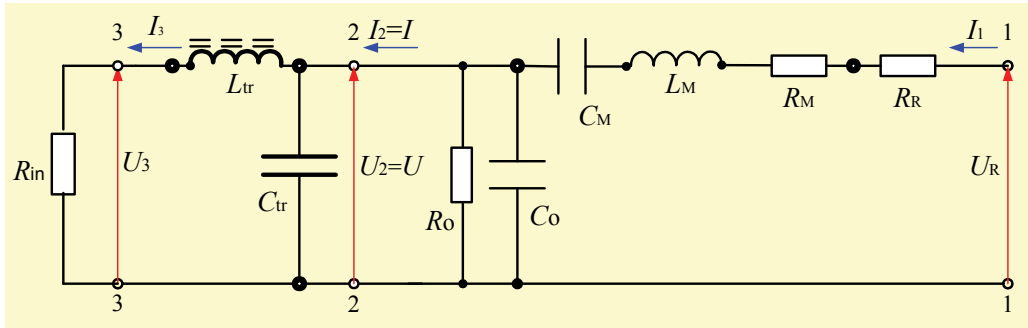 3 I3 I2=I 2 I1 1
Ltr LM RM RR
CM
Rin U3 U2=U UR
Ctr Ro Co
3 2 1